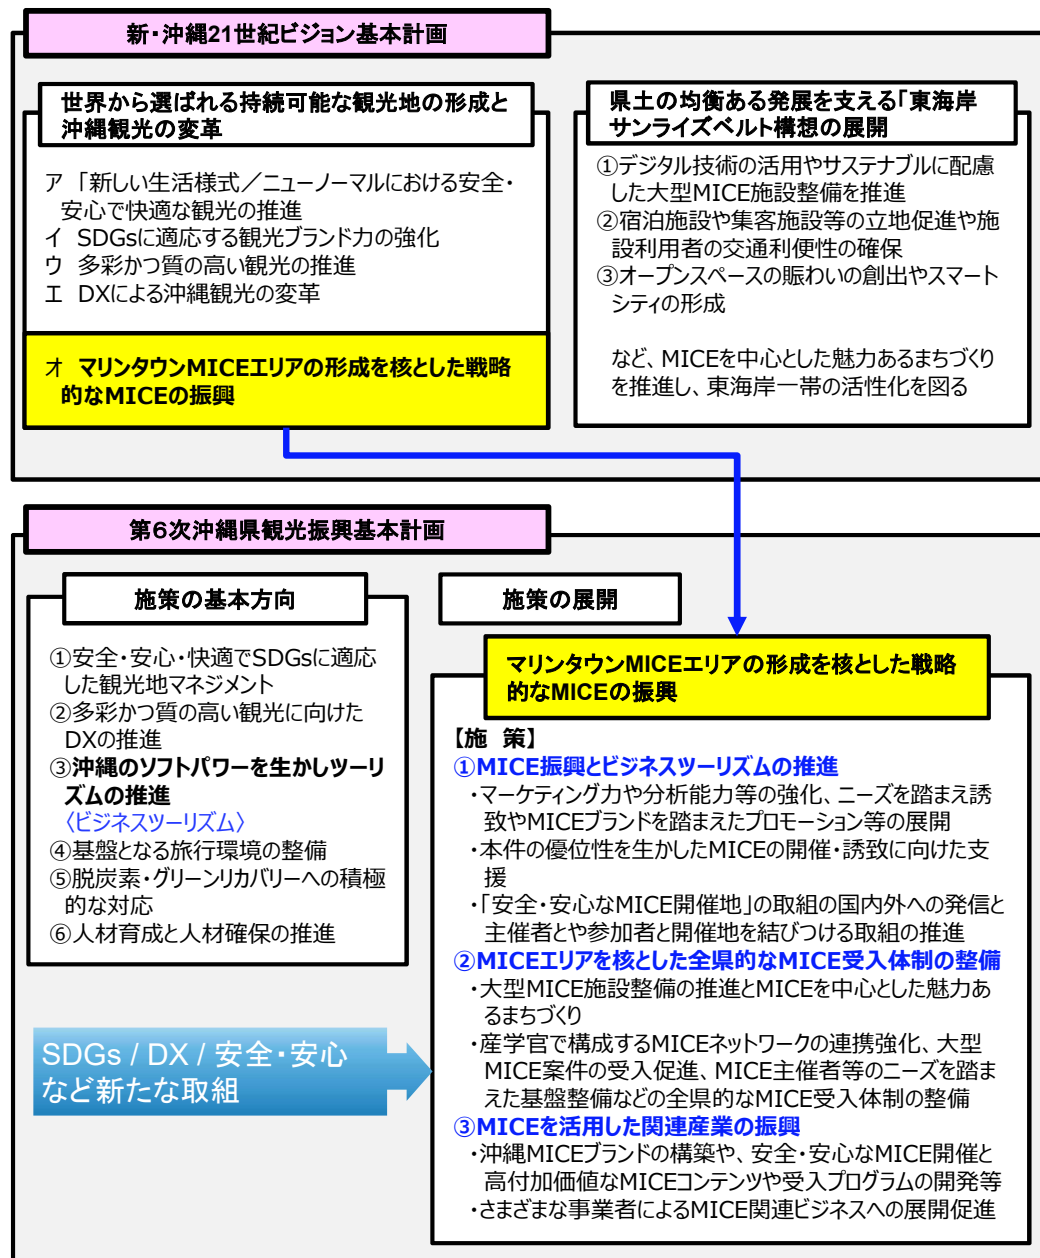 新・沖縄21世紀ビジョン基本計画
世界から選ばれる持続可能な観光地の形成と
沖縄観光の変革
ア 「新しい生活様式／ニューノーマルにおける安全・
安心で快適な観光の推進
イ SDGsに適応する観光ブランド力の強化
ウ 多彩かつ質の高い観光の推進
エ DXによる沖縄観光の変革
オ マリンタウンMICEエリアの形成を核とした戦略
的なMICEの振興
県土の均衡ある発展を支える「東海岸
サンライズベルト構想の展開
①デジタル技術の活用やサステナブルに配慮
した大型MICE施設整備を推進
②宿泊施設や集客施設等の立地促進や施
設利用者の交通利便性の確保
③オープンスペースの賑わいの創出やスマート
シティの形成
など、MICEを中心とした魅力あるまちづくり
を推進し、東海岸一帯の活性化を図る
第６次沖縄県観光振興基本計画
施策の基本方向
①安全・安心・快適でSDGsに適応
した観光地マネジメント
②多彩かつ質の高い観光に向けた
DXの推進
③沖縄のソフトパワーを生かしツーリ
ズムの推進
〈ビジネスツーリズム〉
④基盤となる旅行環境の整備
⑤脱炭素・グリーンリカバリーへの積極
的な対応
⑥人材育成と人材確保の推進
SDGs / DX / 安全・安心
など新たな取組
施策の展開
マリンタウンMICEエリアの形成を核とした戦略
的なMICEの振興
【施 策】
①MICE振興とビジネスツーリズムの推進
・マーケティング力や分析能力等の強化、ニーズを踏まえ誘
致やMICEブランドを踏まえたプロモーション等の展開
・本件の優位性を生かしたMICEの開催・誘致に向けた支
援
・「安全・安心なMICE開催地」の取組の国内外への発信と
主催者とや参加者と開催地を結びつける取組の推進
②MICEエリアを核とした全県的なMICE受入体制の整備
・大型MICE施設整備の推進とMICEを中心とした魅力あ
るまちづくり
・産学官で構成するMICEネットワークの連携強化、大型
MICE案件の受入促進、MICE主催者等のニーズを踏ま
えた基盤整備などの全県的なMICE受入体制の整備
③MICEを活用した関連産業の振興
・沖縄MICEブランドの構築や、安全・安心なMICE開催と
高付加価値なMICEコンテンツや受入プログラムの開発等
・さまざまな事業者によるMICE関連ビジネスへの展開促進